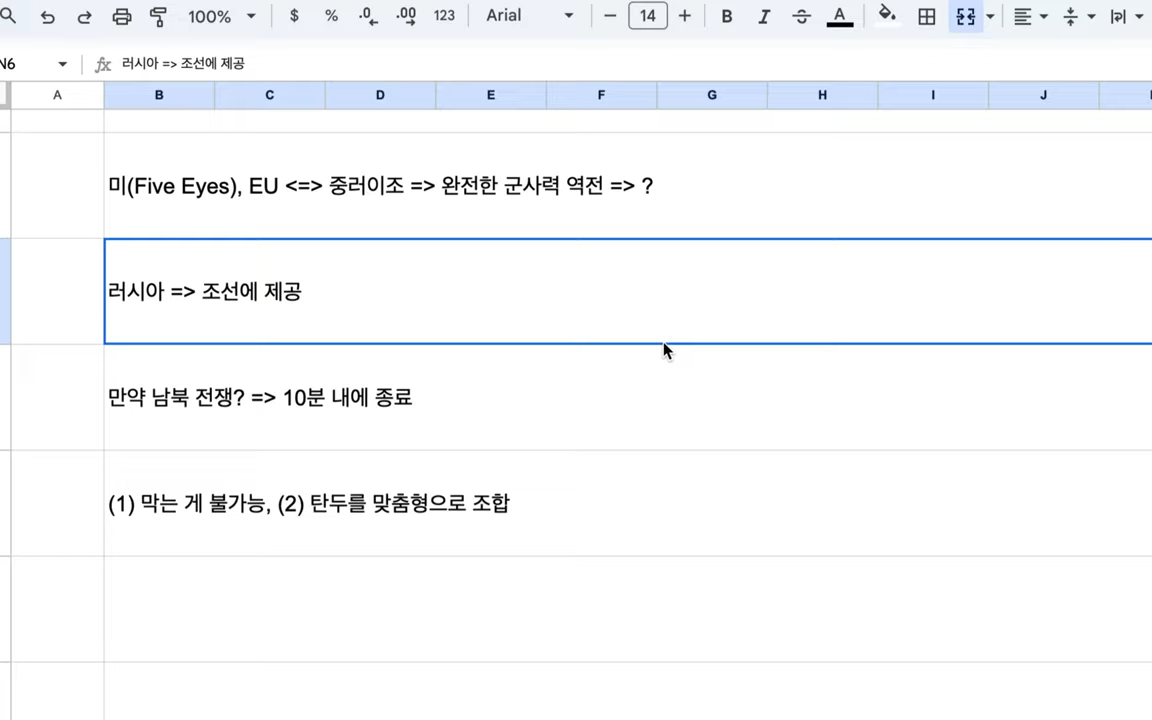 100% $ % .0 .00 123 Arial 14 B I A
N6 fx 러시아 => 조선에 제공
A B C D E F G H I J
미(Five Eyes), EU <=> 중러이조 => 완전한 군사력 역전 => ?
러시아 => 조선에 제공
만약 남북 전쟁? => 10분 내에 종료
(1) 막는 게 불가능, (2) 탄두를 맞춤형으로 조합